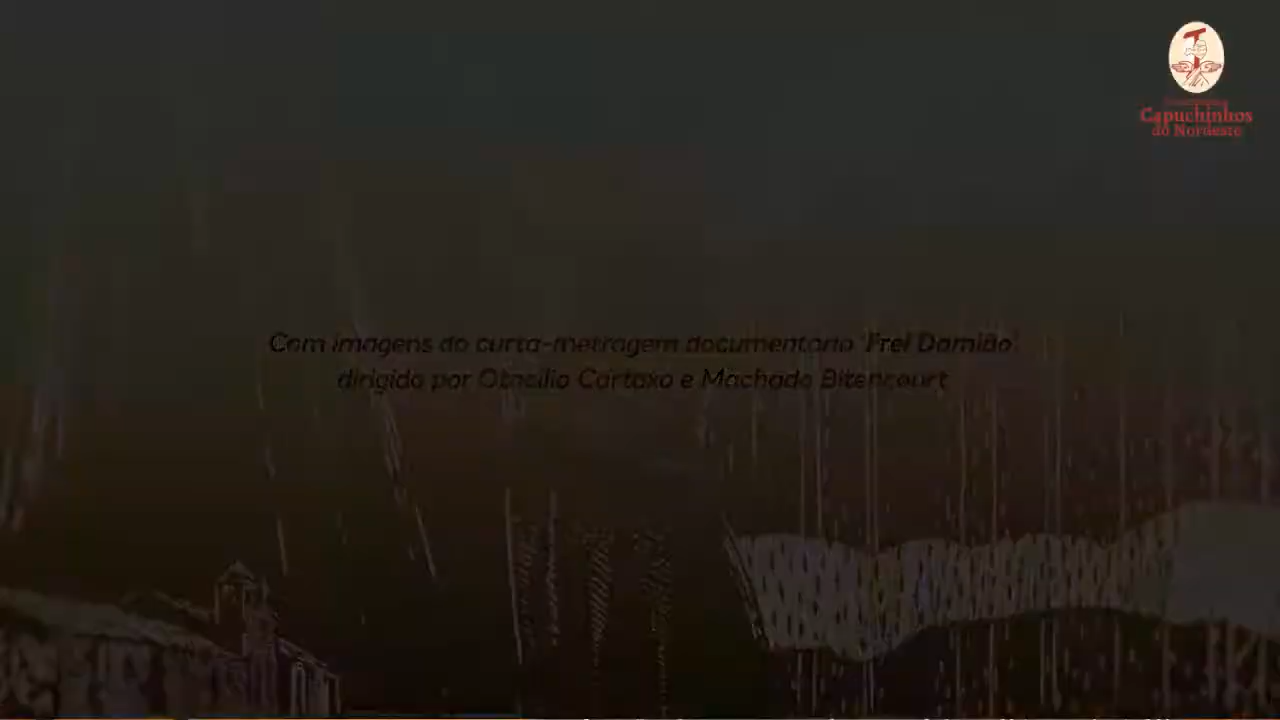 Capuchinhos
do Nordeste
Com imagens do curta-metragem documentário 'Frei Damião'.
dirigido por Otacílio Cartaxo e Machado Bitencourt